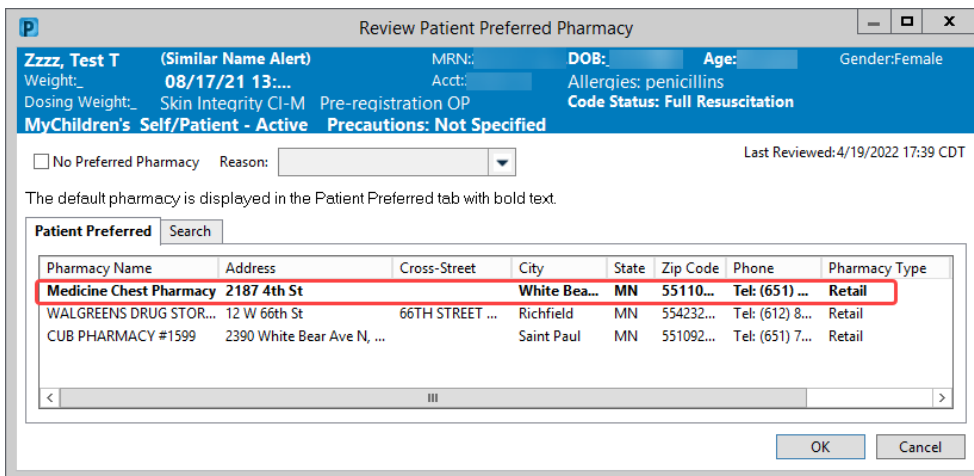 P Review Patient Preferred Pharmacy
Zzzz, Test T (Similar Name Alert) MRN: DOB: Age: Gender:Female
Weight:_ 08/17/21 13:... Acct: Allergies: penicillins
Dosing Weight:_ Skin Integrity CI-M Pre-registration OP Code Status: Full Resuscitation
MyChildren's Self/Patient - Active Precautions: Not Specified
No Preferred Pharmacy Reason: Last Reviewed:4/19/2022 17:39 CDT
The default pharmacy is displayed in the Patient Preferred tab with bold text.
Patient Preferred Search
Pharmacy Name Address Cross-Street City State Zip Code Phone Pharmacy Type
Medicine Chest Pharmacy 2187 4th St White Bea... MN 55110... Tel: (651) ... Retail
WALGREENS DRUG STOR... 12 W 66th St 66TH STREET ... Richfield MN 554232... Tel: (612) 8... Retail
CUB PHARMACY #1599 2390 White Bear Ave N, ... Saint Paul MN 551092... Tel: (651) 7... Retail
OK Cancel